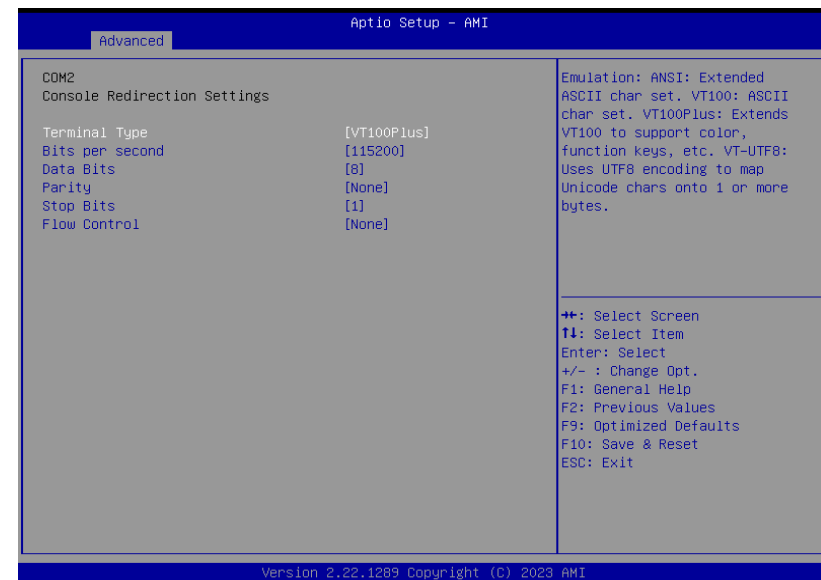 Aptio Setup – AMI
Advanced
COM2
Console Redirection Settings
Terminal Type [VT100Plus]
Bits per second [115200]
Data Bits [8]
Parity [None]
Stop Bits [1]
Flow Control [None]
Emulation: ANSI: Extended
ASCII char set. VT100: ASCII
char set. VT100Plus: Extends
VT100 to support color,
function keys, etc. VT-UTF8:
Uses UTF8 encoding to map
Unicode chars onto 1 or more
bytes.
→←: Select Screen
↑↓: Select Item
Enter: Select
+/- : Change Opt.
F1: General Help
F2: Previous Values
F9: Optimized Defaults
F10: Save & Reset
ESC: Exit
Version 2.22.1289 Copyright (C) 2023 AMI